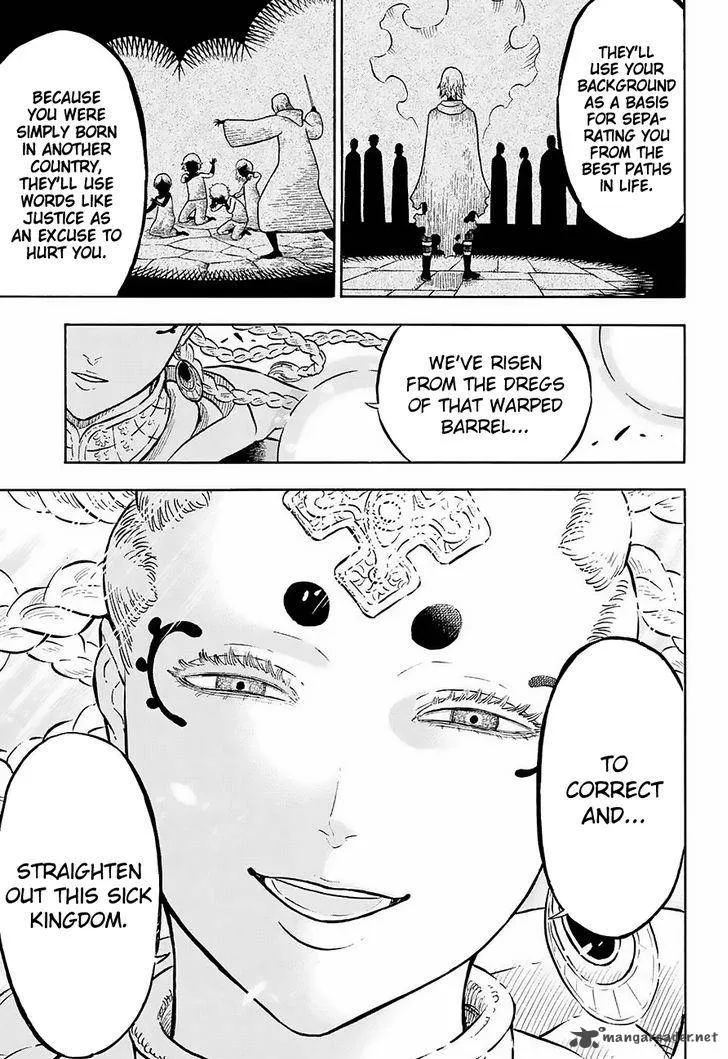 THEY'LL
USE YOUR
BACKGROUND
AS A BASIS
FOR SEPA-
RATING YOU
FROM THE
BEST PATHS
IN LIFE.
BECAUSE
YOU WERE
SIMPLY BORN
IN ANOTHER
COUNTRY,
THEY'LL USE
WORDS LIKE
JUSTICE AS
AN EXCUSE TO
HURT YOU.
WE'VE RISEN
FROM THE DREGS
OF THAT WARPED
BARREL...
TO
CORRECT
AND...
STRAIGHTEN
OUT THIS SICK
KINGDOM.
mangareader.net